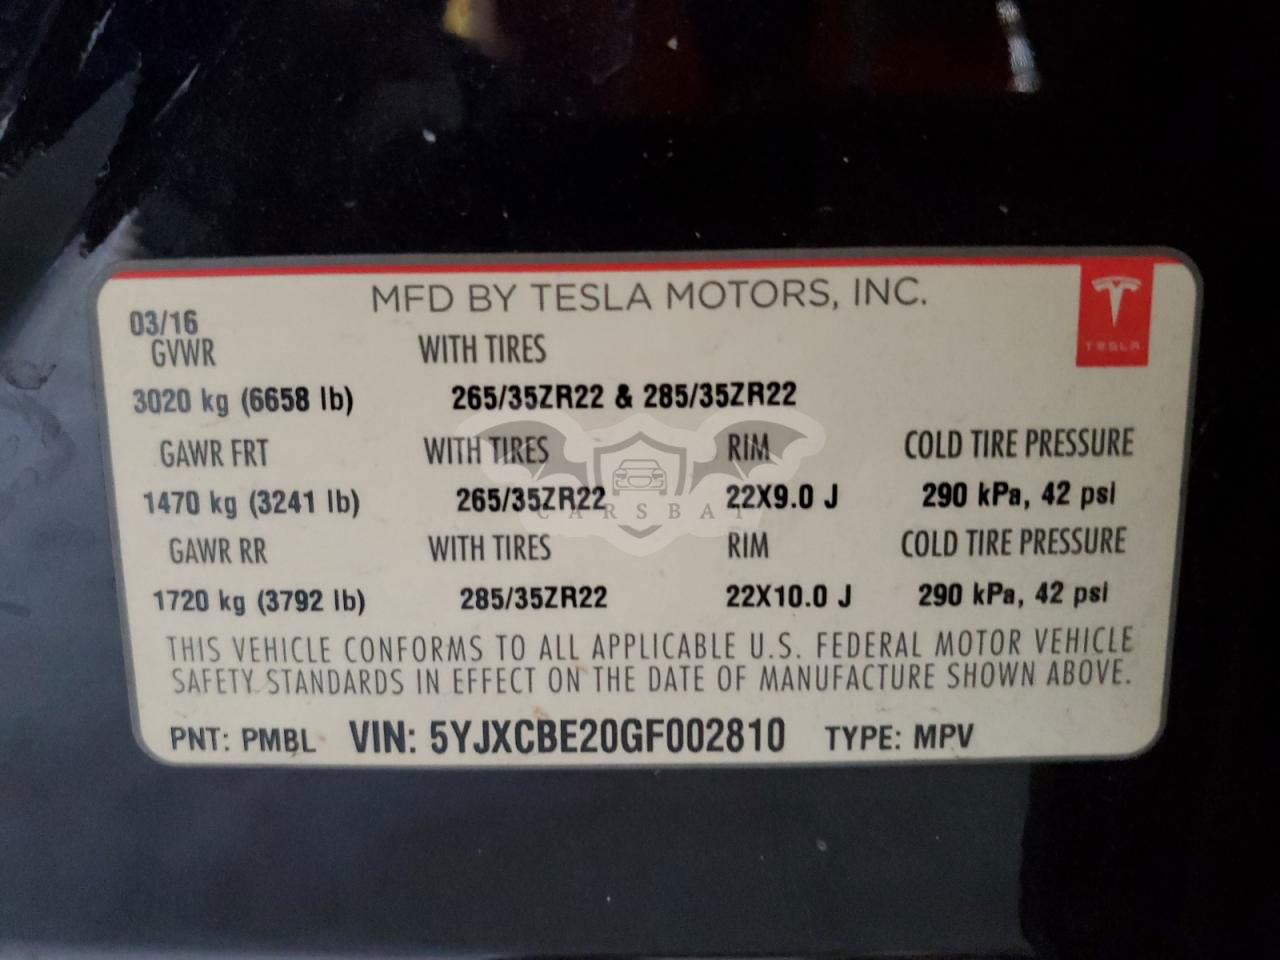 MFD BY TESLA MOTORS, INC.
TESLA
03/16
GVWR WITH TIRES
3020 kg (6658 lb) 265/35ZR22 & 285/35ZR22
GAWR FRT WITH TIRES RIM COLD TIRE PRESSURE
1470 kg (3241 lb) 265/35ZR22 22X9.0 J 290 kPa, 42 psi
CARSBAT
GAWR RR WITH TIRES RIM COLD TIRE PRESSURE
1720 kg (3792 lb) 285/35ZR22 22X10.0 J 290 kPa, 42 psi
THIS VEHICLE CONFORMS TO ALL APPLICABLE U.S. FEDERAL MOTOR VEHICLE
SAFETY STANDARDS IN EFFECT ON THE DATE OF MANUFACTURE SHOWN ABOVE.
PNT: PMBL VIN: 5YJXCBE20GF002810 TYPE: MPV